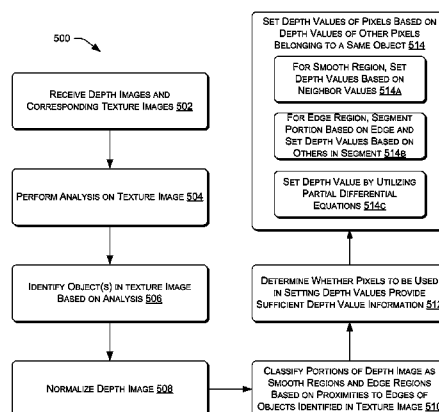 500
RECEIVE DEPTH IMAGES AND
CORRESPONDING TEXTURE IMAGES 502
PERFORM ANALYSIS ON TEXTURE IMAGE 504
IDENTIFY OBJECT(S) IN TEXTURE IMAGE
BASED ON ANALYSIS 506
NORMALIZE DEPTH IMAGE 508
CLASSIFY PORTIONS OF DEPTH IMAGE AS
SMOOTH REGIONS AND EDGE REGIONS
BASED ON PROXIMITIES TO EDGES OF
OBJECTS IDENTIFIED IN TEXTURE IMAGE 510
DETERMINE WHETHER PIXELS TO BE USED
IN SETTING DEPTH VALUES PROVIDE
SUFFICIENT DEPTH VALUE INFORMATION 512
SET DEPTH VALUES OF PIXELS BASED ON
DEPTH VALUES OF OTHER PIXELS
BELONGING TO A SAME OBJECT 514
FOR SMOOTH REGION, SET
DEPTH VALUES BASED ON
NEIGHBOR VALUES 514A
FOR EDGE REGION, SEGMENT
PORTION BASED ON EDGE AND
SET DEPTH VALUES BASED ON
OTHERS IN SEGMENT 514B
SET DEPTH VALUE BY UTILIZING
PARTIAL DIFFERENTIAL
EQUATIONS 514C